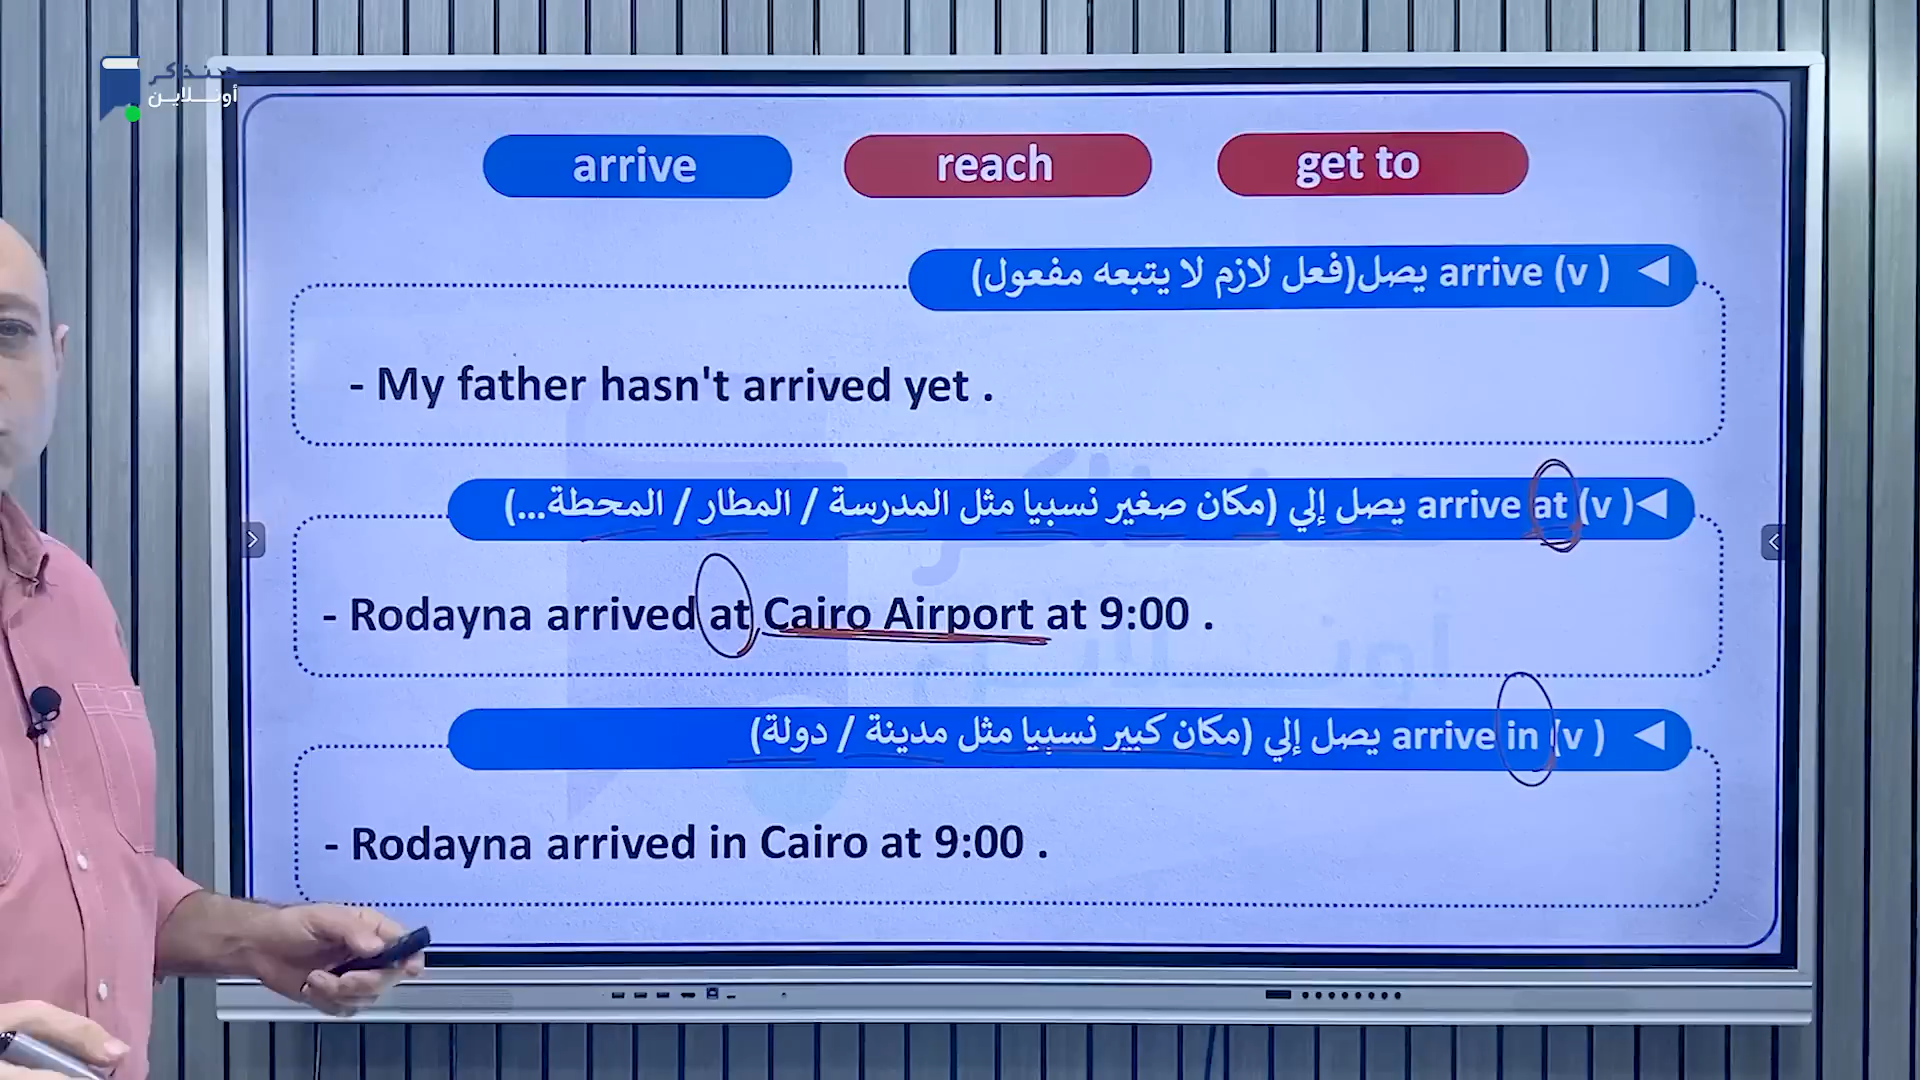 هنذاكر
أونلاين
arrive
reach
get to
◀ arrive (v ) يصل(فعل لازم لا يتبعه مفعول)
- My father hasn't arrived yet .
◀ arrive at (v ) يصل إلي (مكان صغير نسبيا مثل المدرسة / المطار / المحطة...)
- Rodayna arrived at Cairo Airport at 9:00 .
◀ arrive in (v ) يصل إلي (مكان كبير نسبيا مثل مدينة / دولة)
- Rodayna arrived in Cairo at 9:00 .